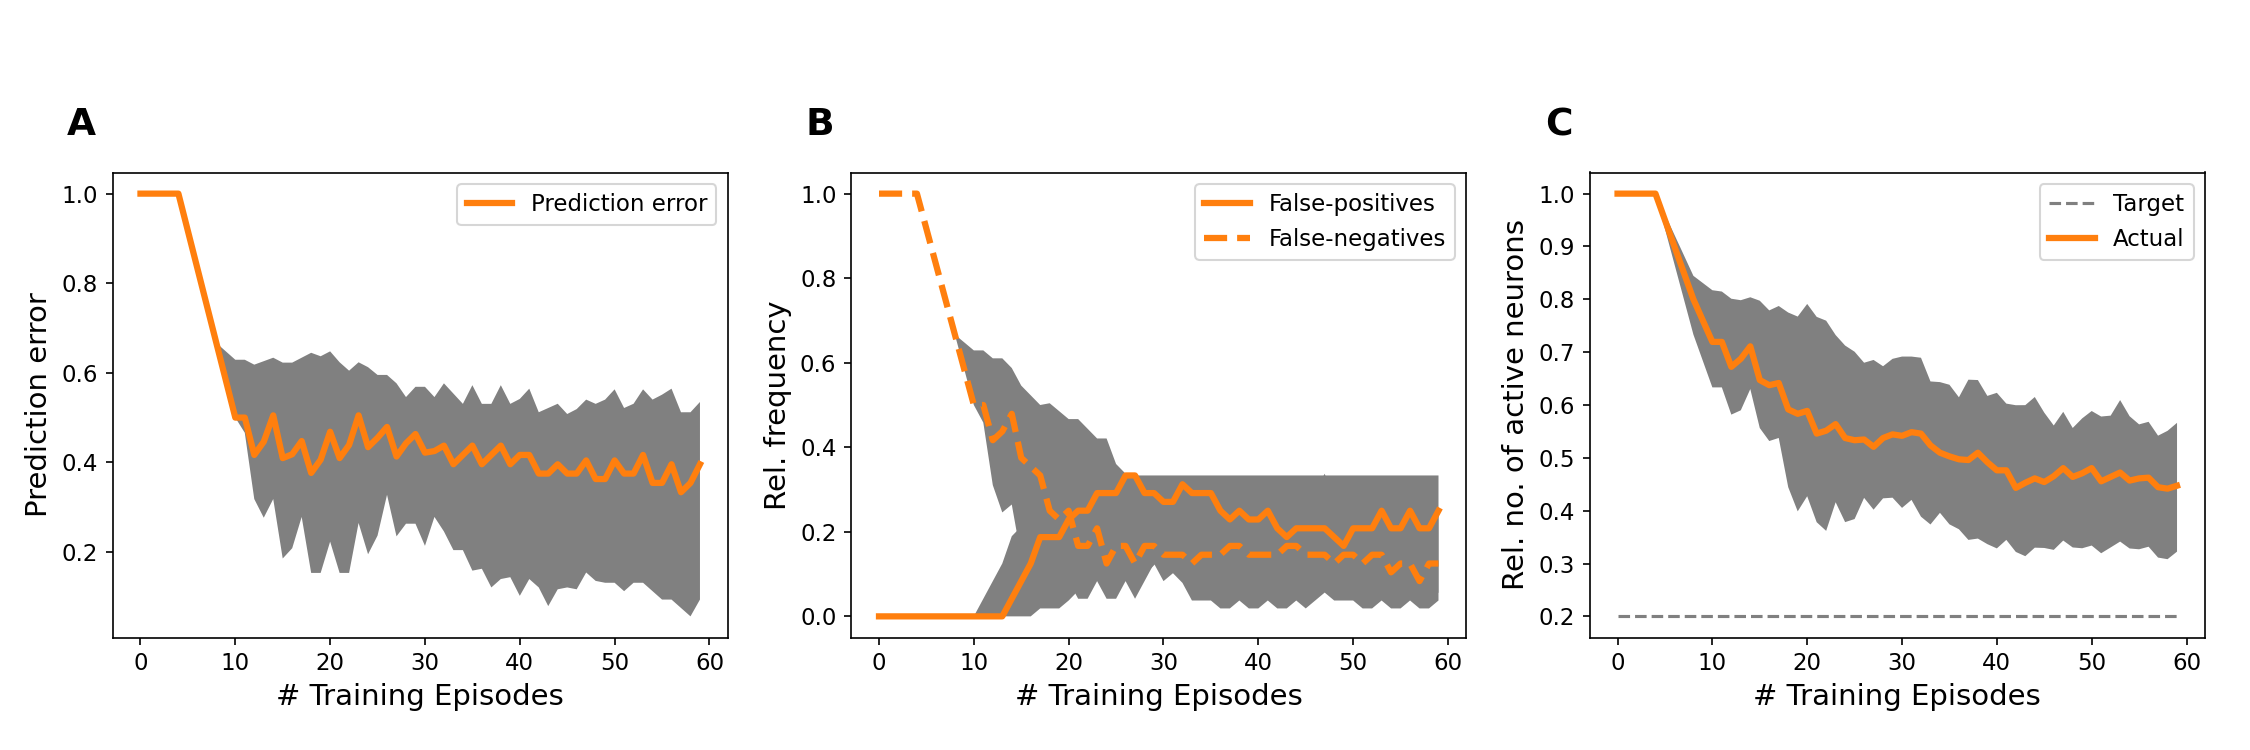 A
Prediction error
1.0
0.8
0.6
0.4
0.2
0 10 20 30 40 50 60
# Training Episodes
Prediction error
B
False-positives
False-negatives
1.0
0.8
0.6
0.4
0.2
0.0
0 10 20 30 40 50 60
# Training Episodes
Rel. frequency
C
Target
Actual
1.0
0.9
0.8
0.7
0.6
0.5
0.4
0.3
0.2
0 10 20 30 40 50 60
# Training Episodes
Rel. no. of active neurons